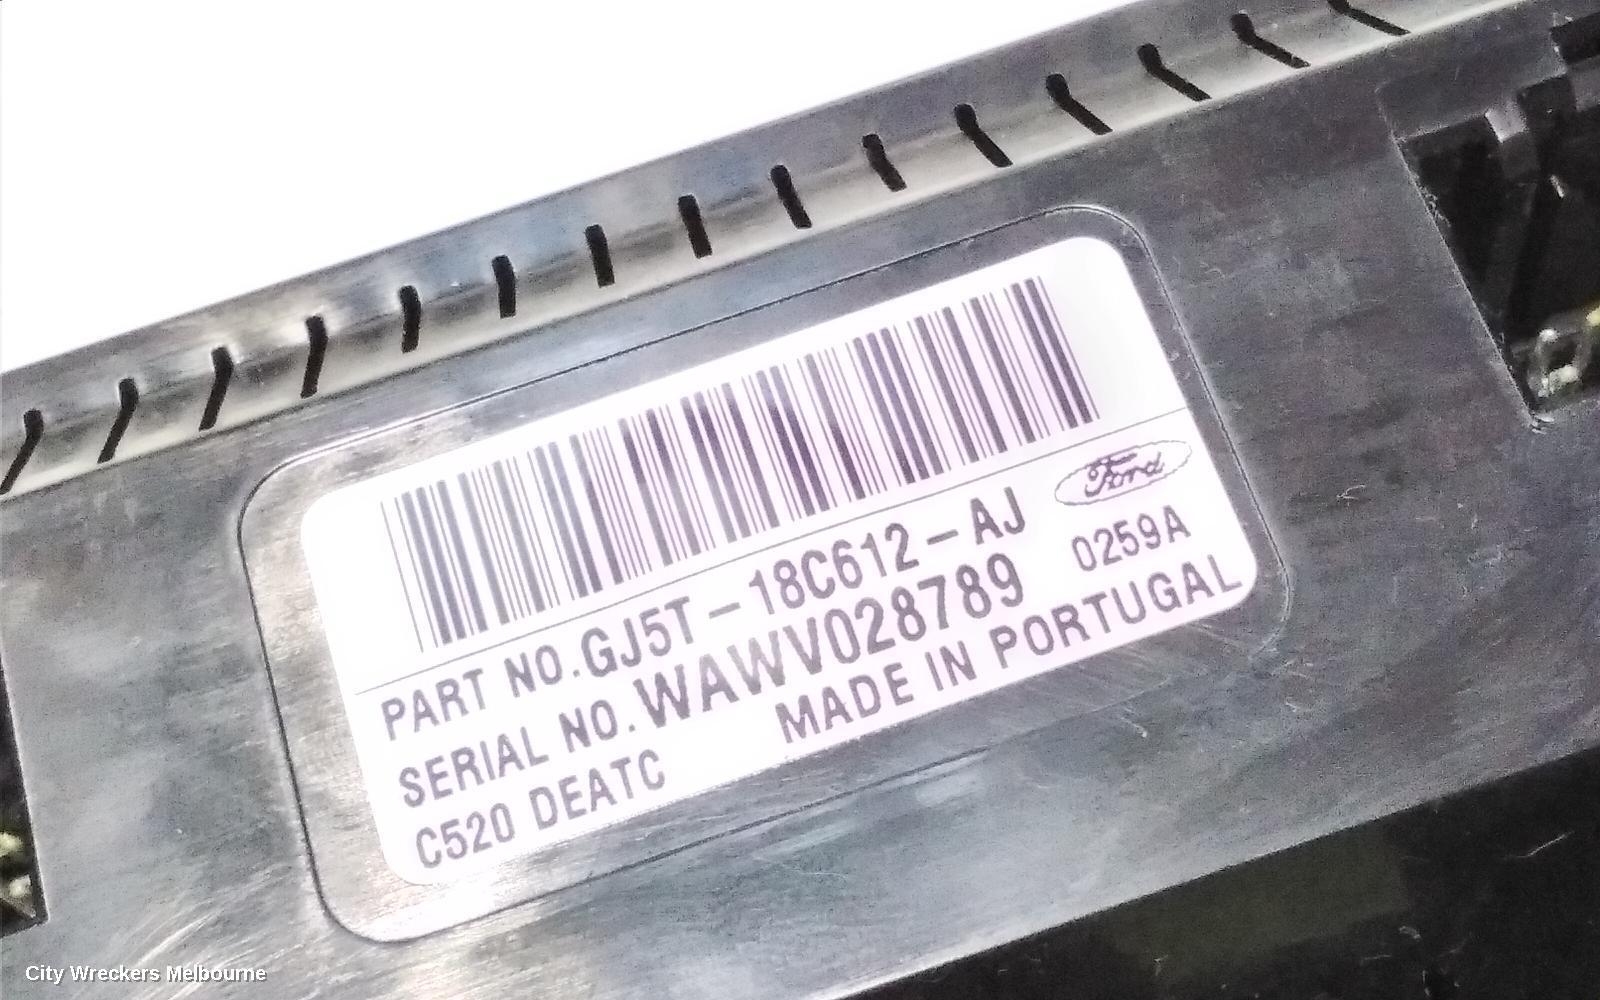 Ford
PART NO.GJ5T-18C612-AJ
SERIAL NO.WAWV028789 0259A
C520 DEATC MADE IN PORTUGAL
City Wreckers Melbourne